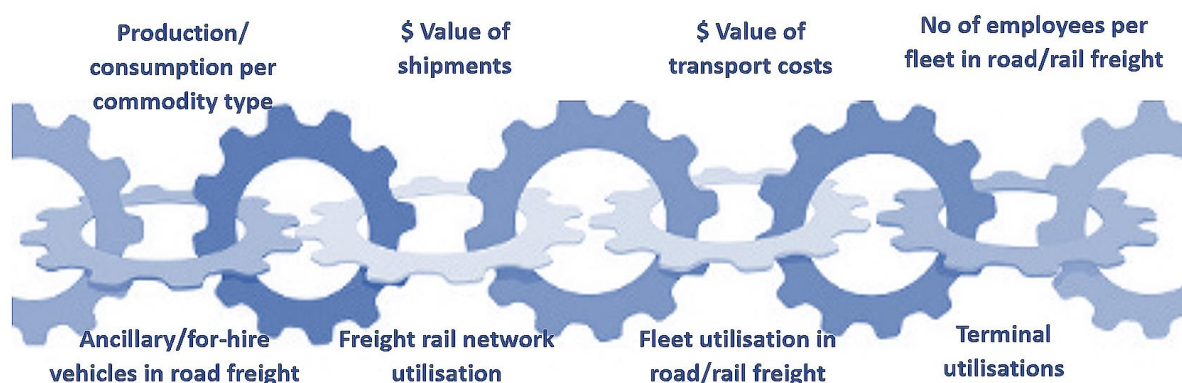 Production/
consumption per
commodity type
$ Value of
shipments
$ Value of
transport costs
No of employees per
fleet in road/rail freight
Ancillary/for-hire
vehicles in road freight
Freight rail network
utilisation
Fleet utilisation in
road/rail freight
Terminal
utilisations